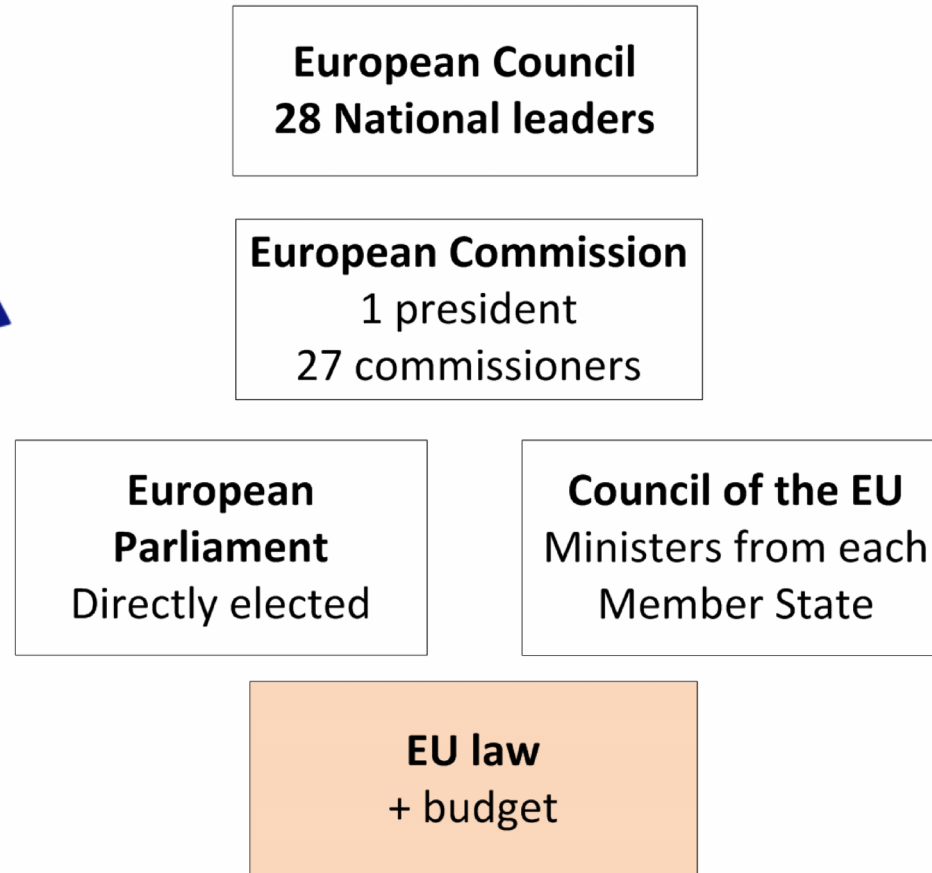 European Council
28 National leaders
European Commission
1 president
27 commissioners
European
Parliament
Directly elected
Council of the EU
Ministers from each
Member State
EU law
+ budget